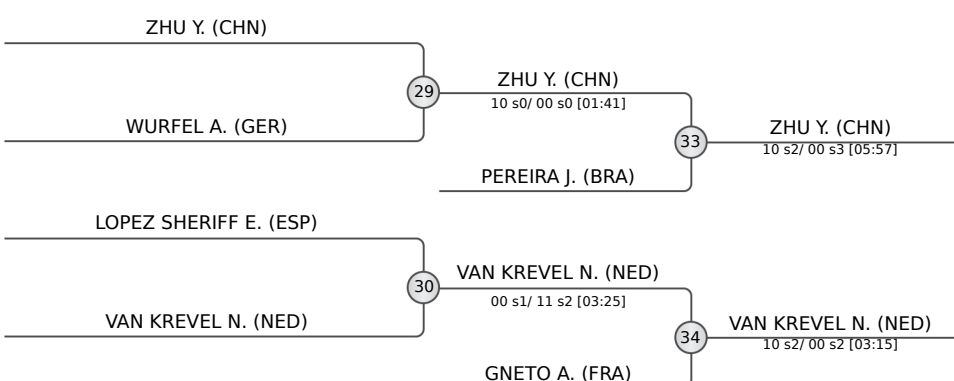 ZHU Y. (CHN)
WURFEL A. (GER)
29
ZHU Y. (CHN)
10 s0/ 00 s0 [01:41]
PEREIRA J. (BRA)
33
ZHU Y. (CHN)
10 s2/ 00 s3 [05:57]
LOPEZ SHERIFF E. (ESP)
VAN KREVEL N. (NED)
30
VAN KREVEL N. (NED)
00 s1/ 11 s2 [03:25]
GNETO A. (FRA)
34
VAN KREVEL N. (NED)
10 s2/ 00 s2 [03:15]